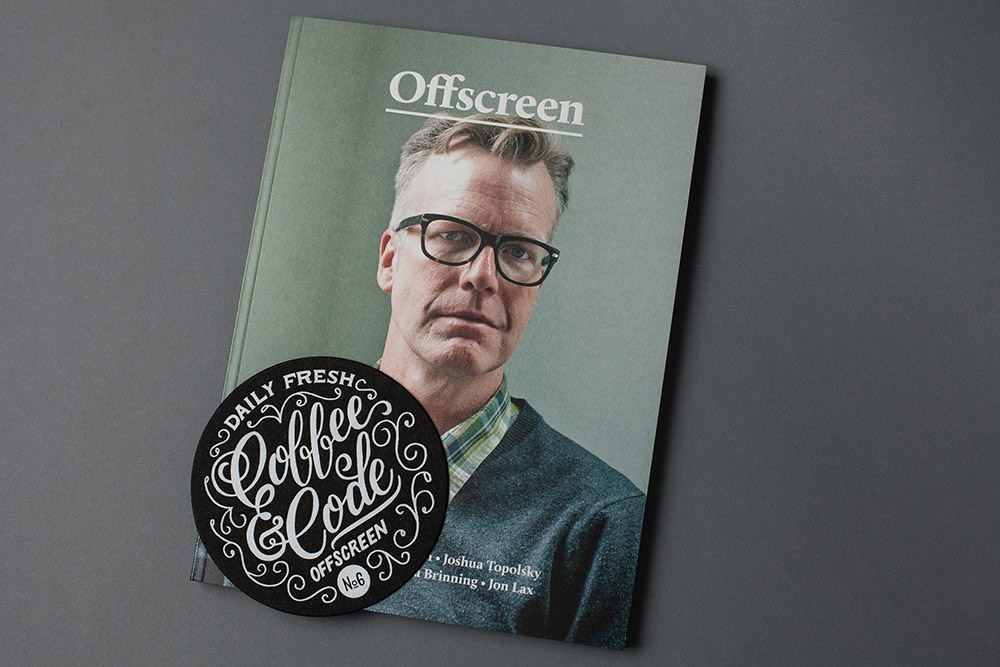 Offscreen
DAILY FRESH
Coffee
& Code
OFFSCREEN
No6
• Joshua Topolsky
Brinning • Jon Lax